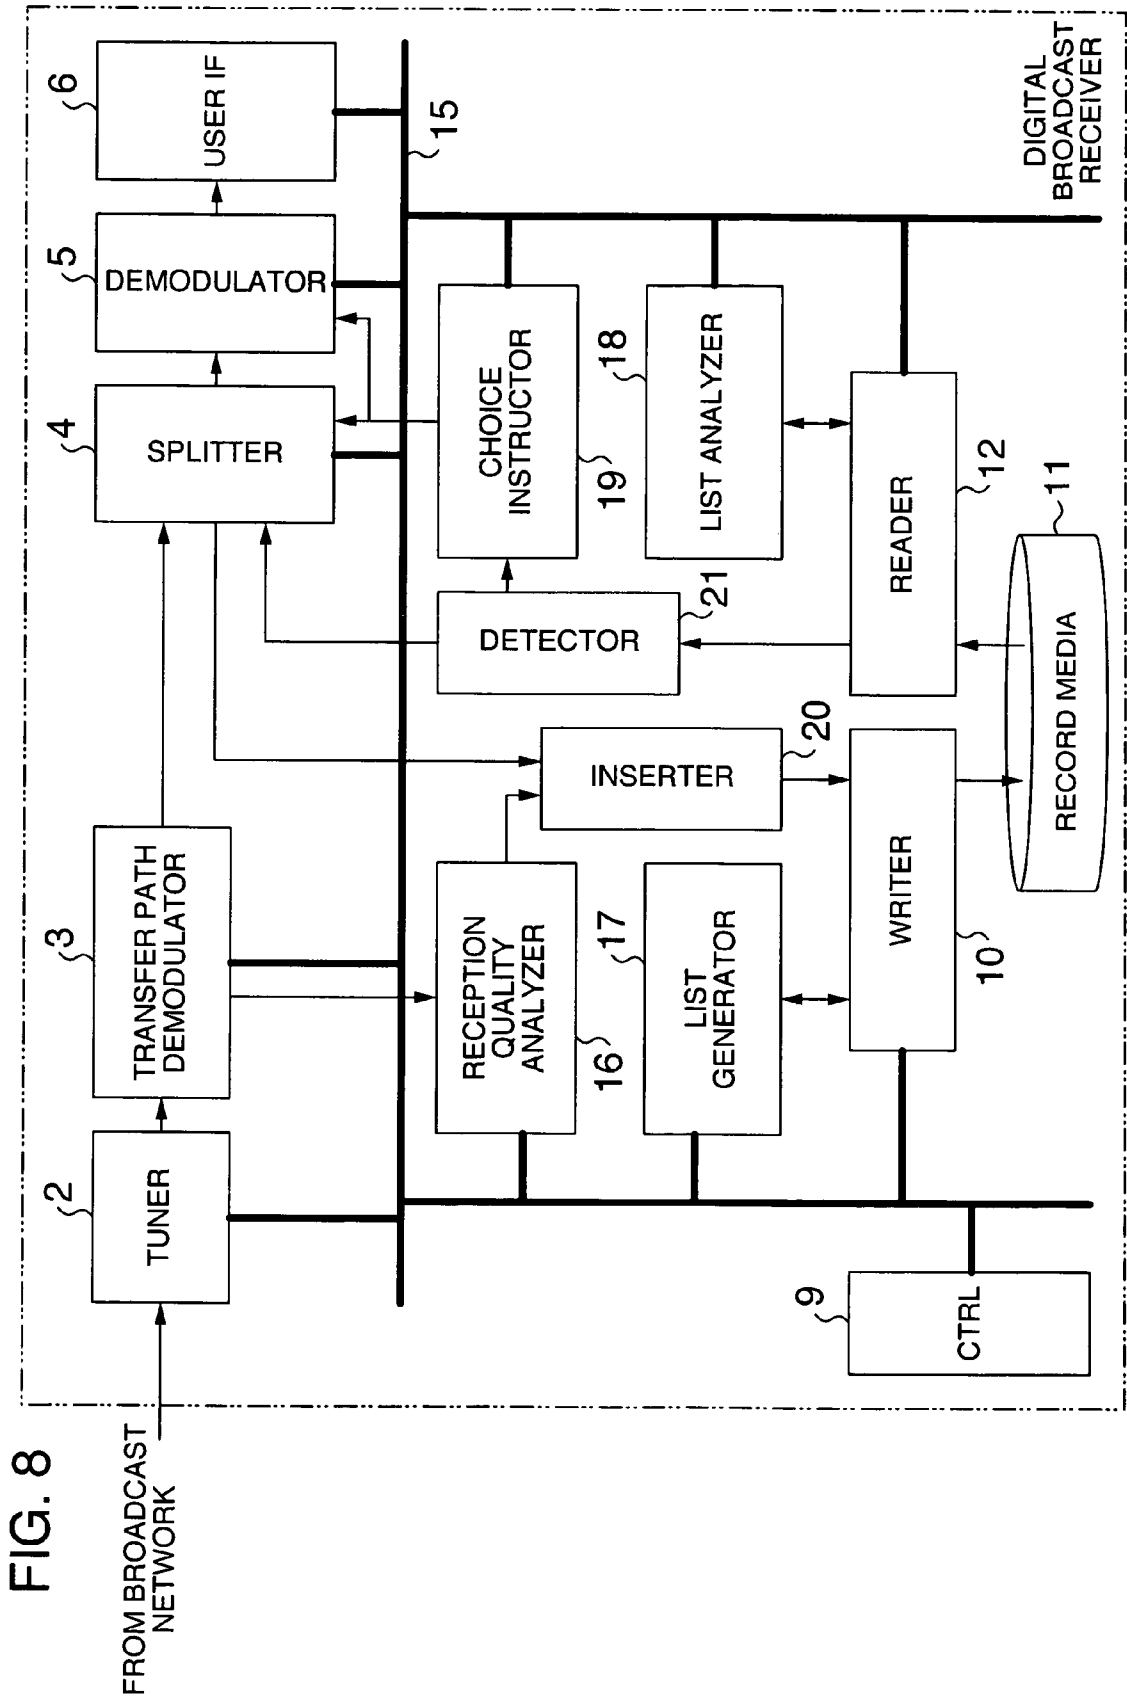 FIG. 8
FROM BROADCAST
NETWORK
2
TUNER
3
TRANSFER PATH
DEMODULATOR
4
SPLITTER
5
DEMODULATOR
6
USER IF
15
16
RECEPTION
QUALITY
ANALYZER
21
DETECTOR
19
CHOICE
INSTRUCTOR
20
INSERTER
17
LIST
GENERATOR
18
LIST ANALYZER
9
CTRL
10
WRITER
12
READER
11
RECORD MEDIA
DIGITAL
BROADCAST
RECEIVER